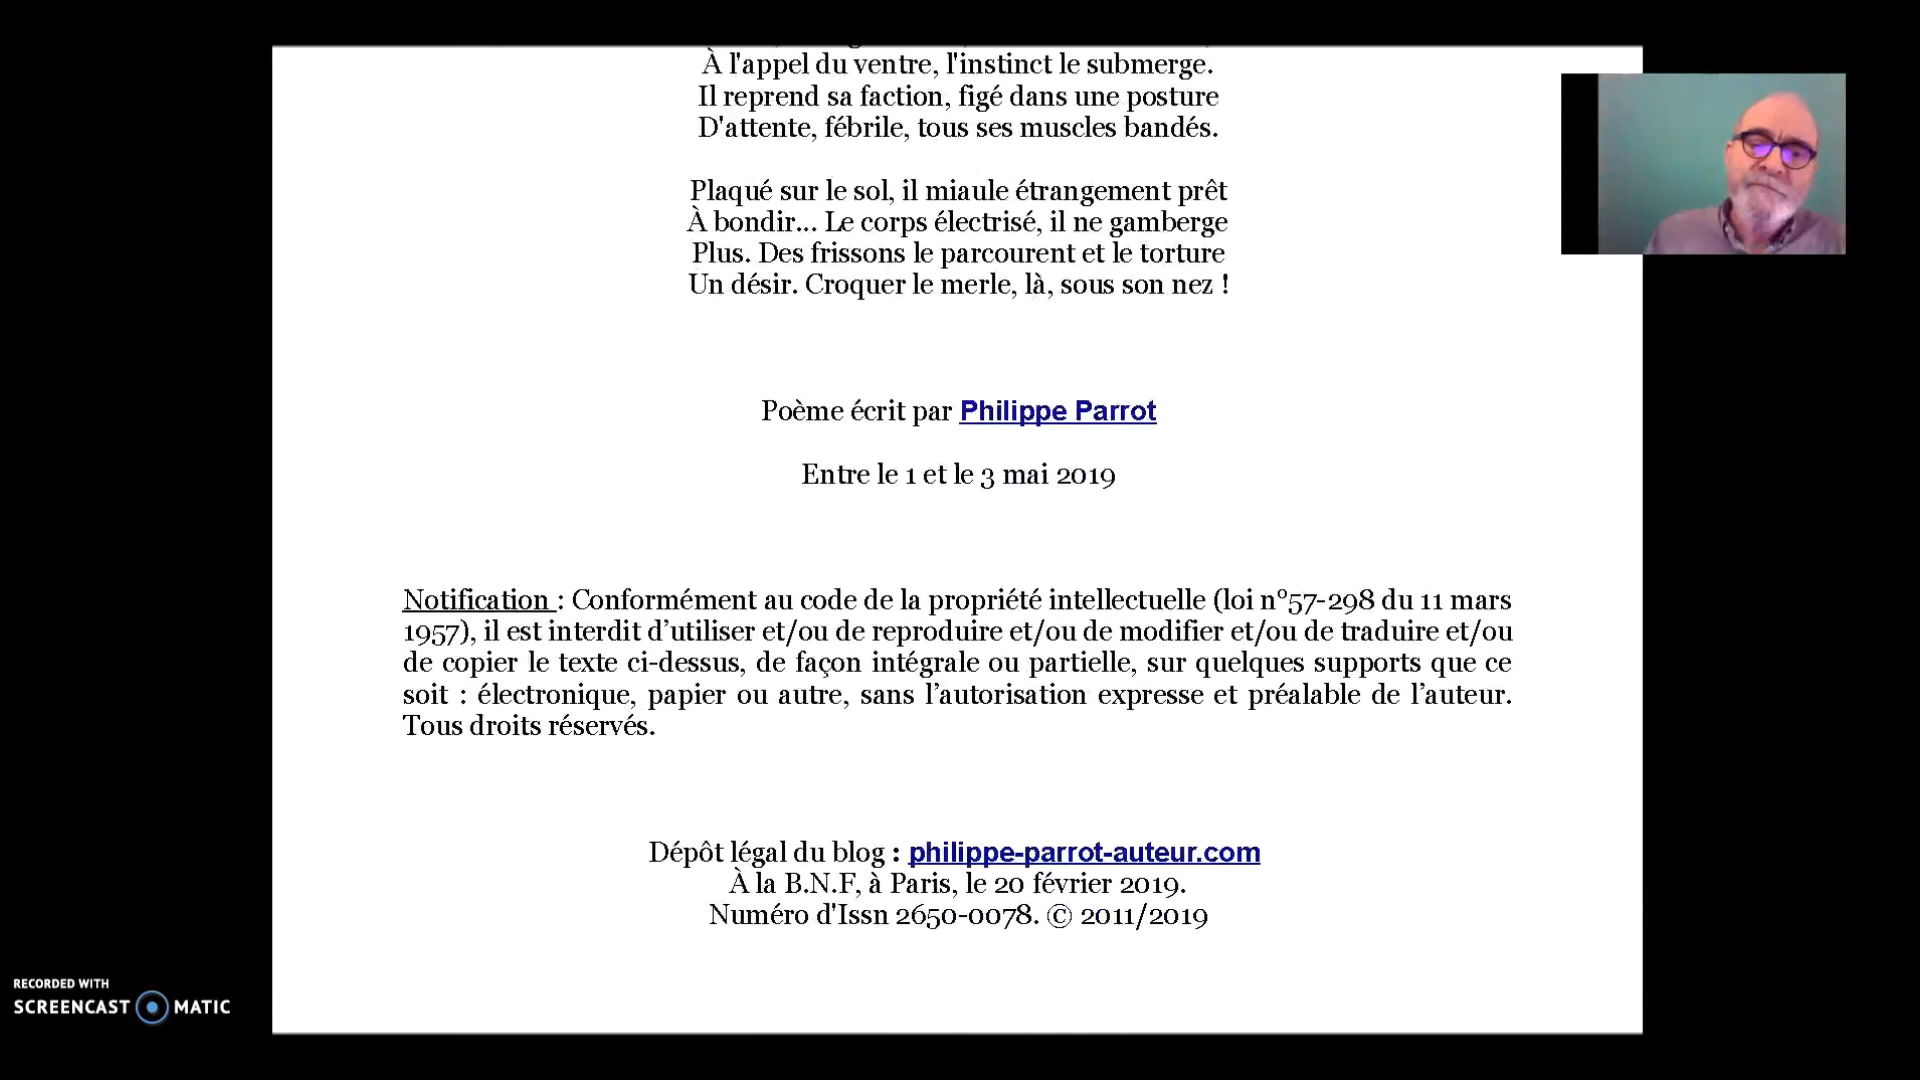 À l'appel du ventre, l'instinct le submerge.
Il reprend sa faction, figé dans une posture
D'attente, fébrile, tous ses muscles bandés.
Plaqué sur le sol, il miaule étrangement prêt
À bondir... Le corps électrisé, il ne gamberge
Plus. Des frissons le parcourent et le torture
Un désir. Croquer le merle, là, sous son nez !
Poème écrit par Philippe Parrot
Entre le 1 et le 3 mai 2019
Notification : Conformément au code de la propriété intellectuelle (loi n°57-298 du 11 mars
1957), il est interdit d’utiliser et/ou de reproduire et/ou de modifier et/ou de traduire et/ou
de copier le texte ci-dessus, de façon intégrale ou partielle, sur quelques supports que ce
soit : électronique, papier ou autre, sans l’autorisation expresse et préalable de l’auteur.
Tous droits réservés.
Dépôt légal du blog : philippe-parrot-auteur.com
À la B.N.F, à Paris, le 20 février 2019.
Numéro d'Issn 2650-0078. © 2011/2019
RECORDED WITH
SCREENCAST MATIC